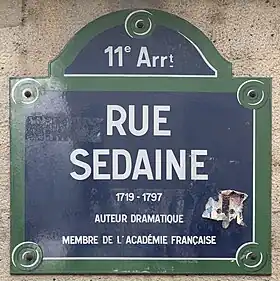 11e Arrt
RUE
SEDAINE
1719 - 1797
AUTEUR DRAMATIQUE
MEMBRE DE L'ACADÉMIE FRANÇAISE